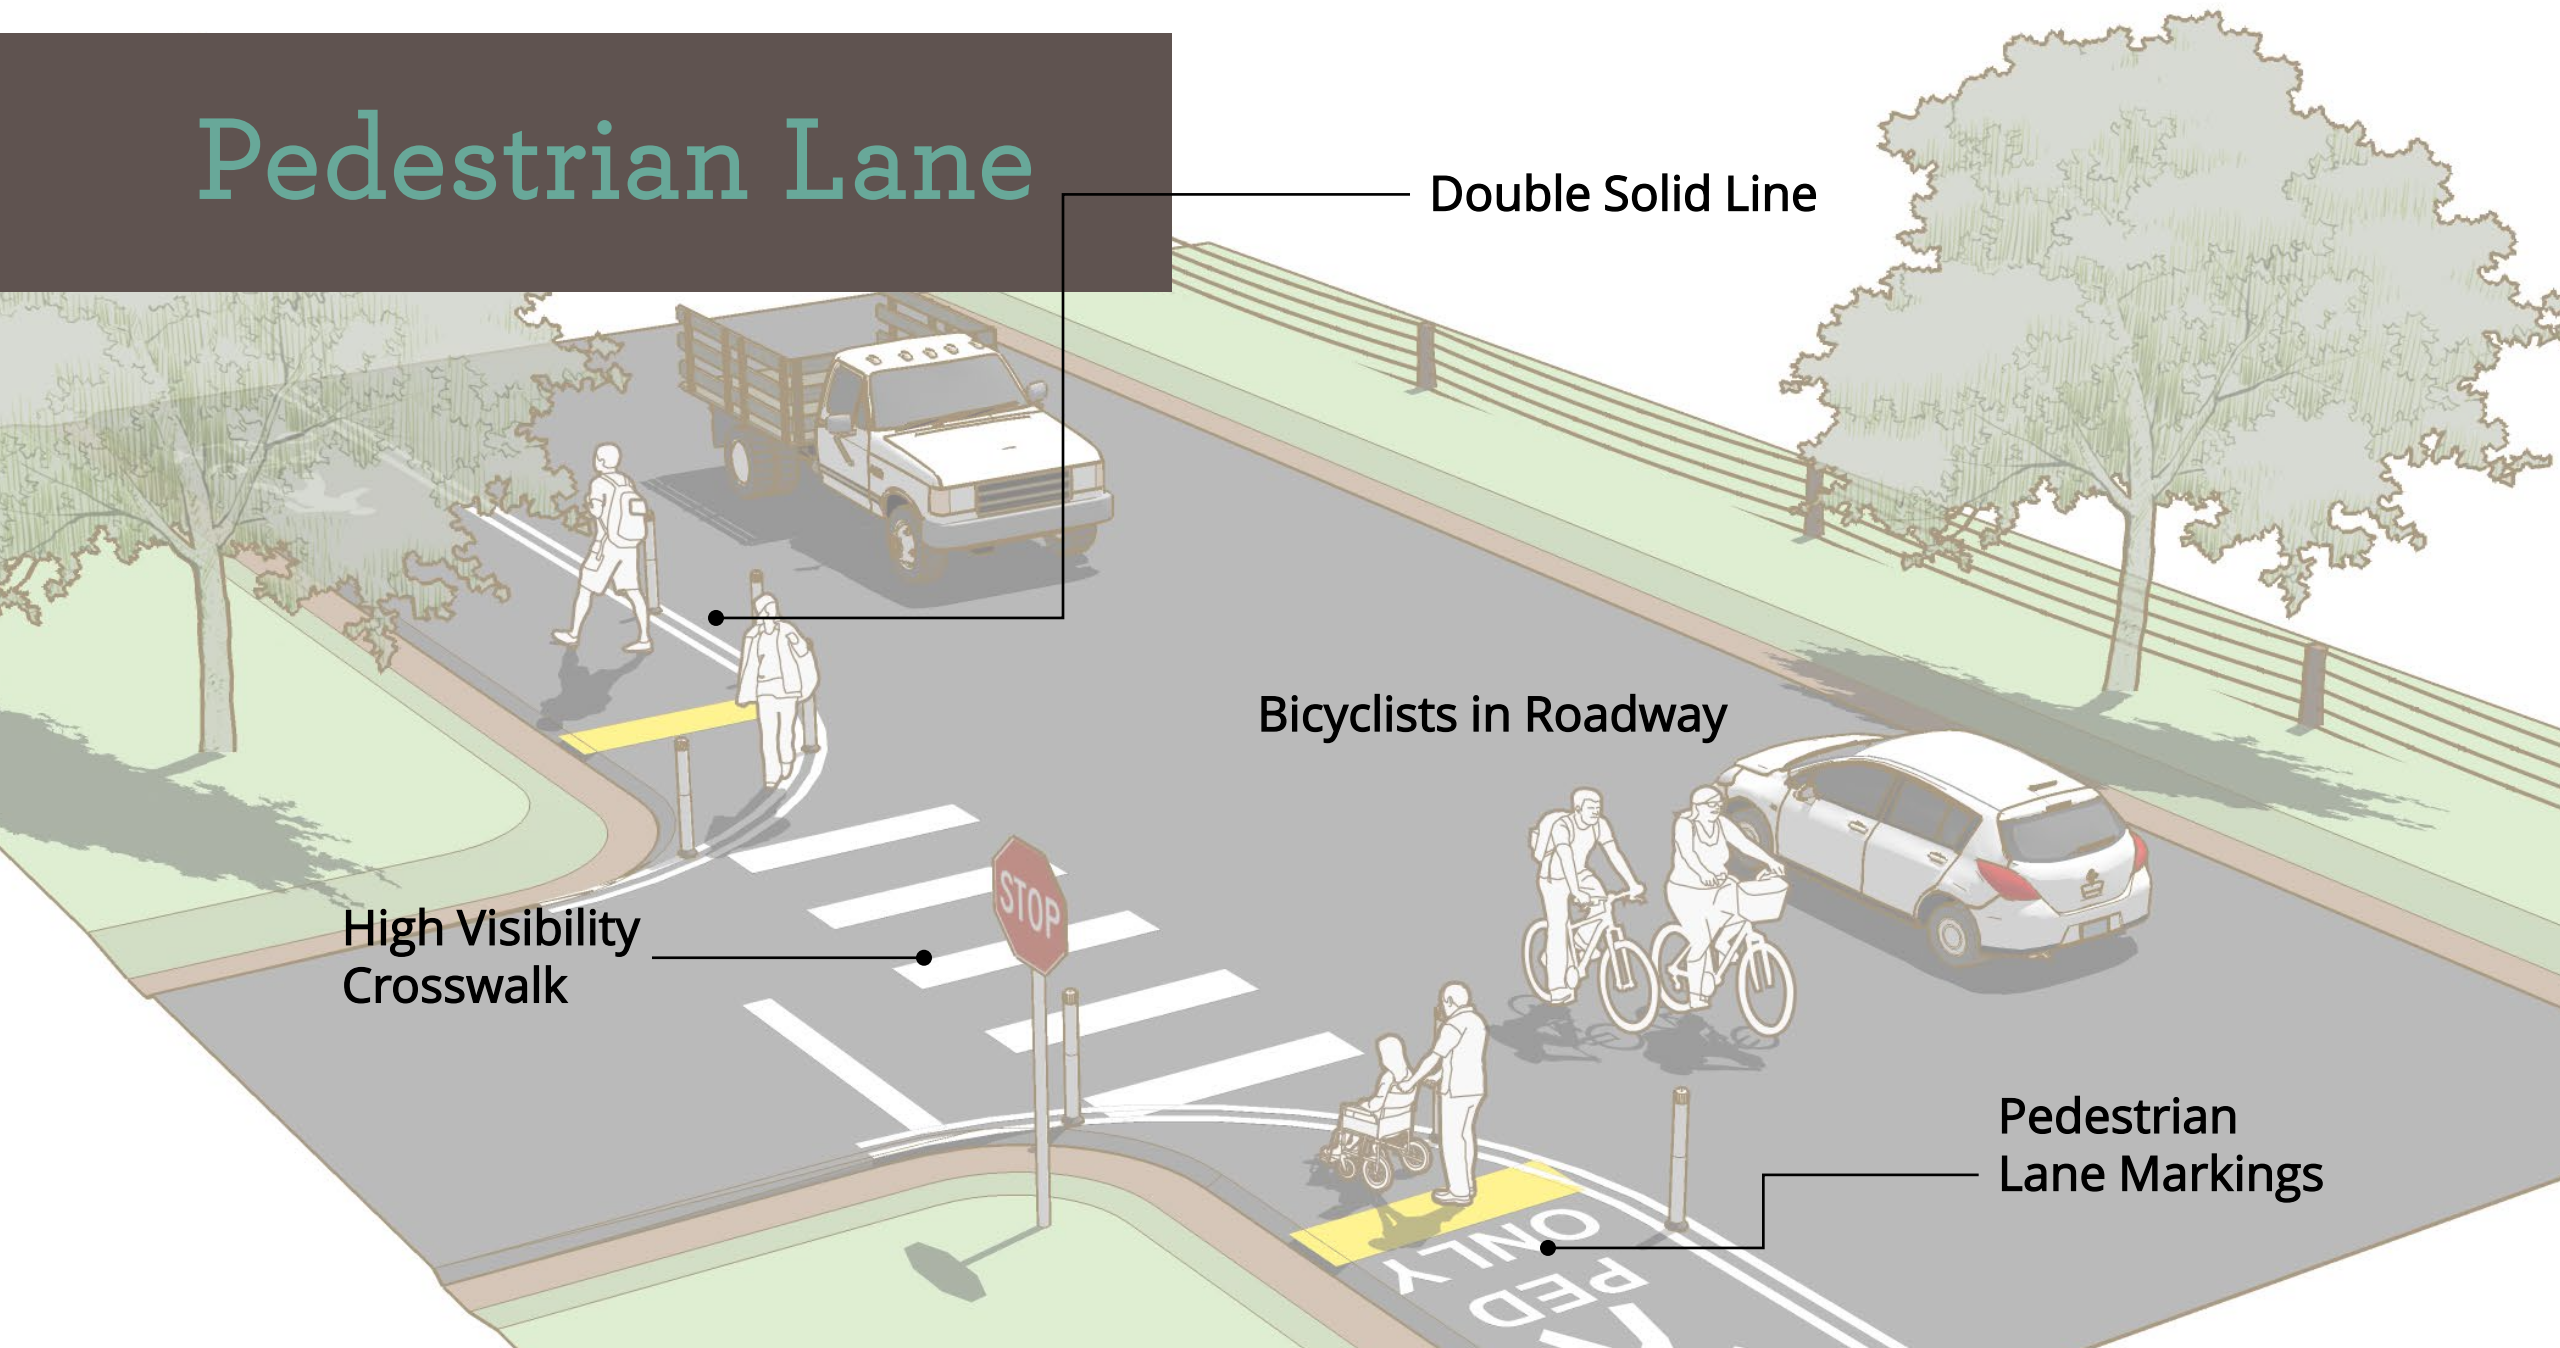 Pedestrian Lane
Double Solid Line
Bicyclists in Roadway
High Visibility
Crosswalk
STOP
Pedestrian
Lane Markings
ONLY
PED